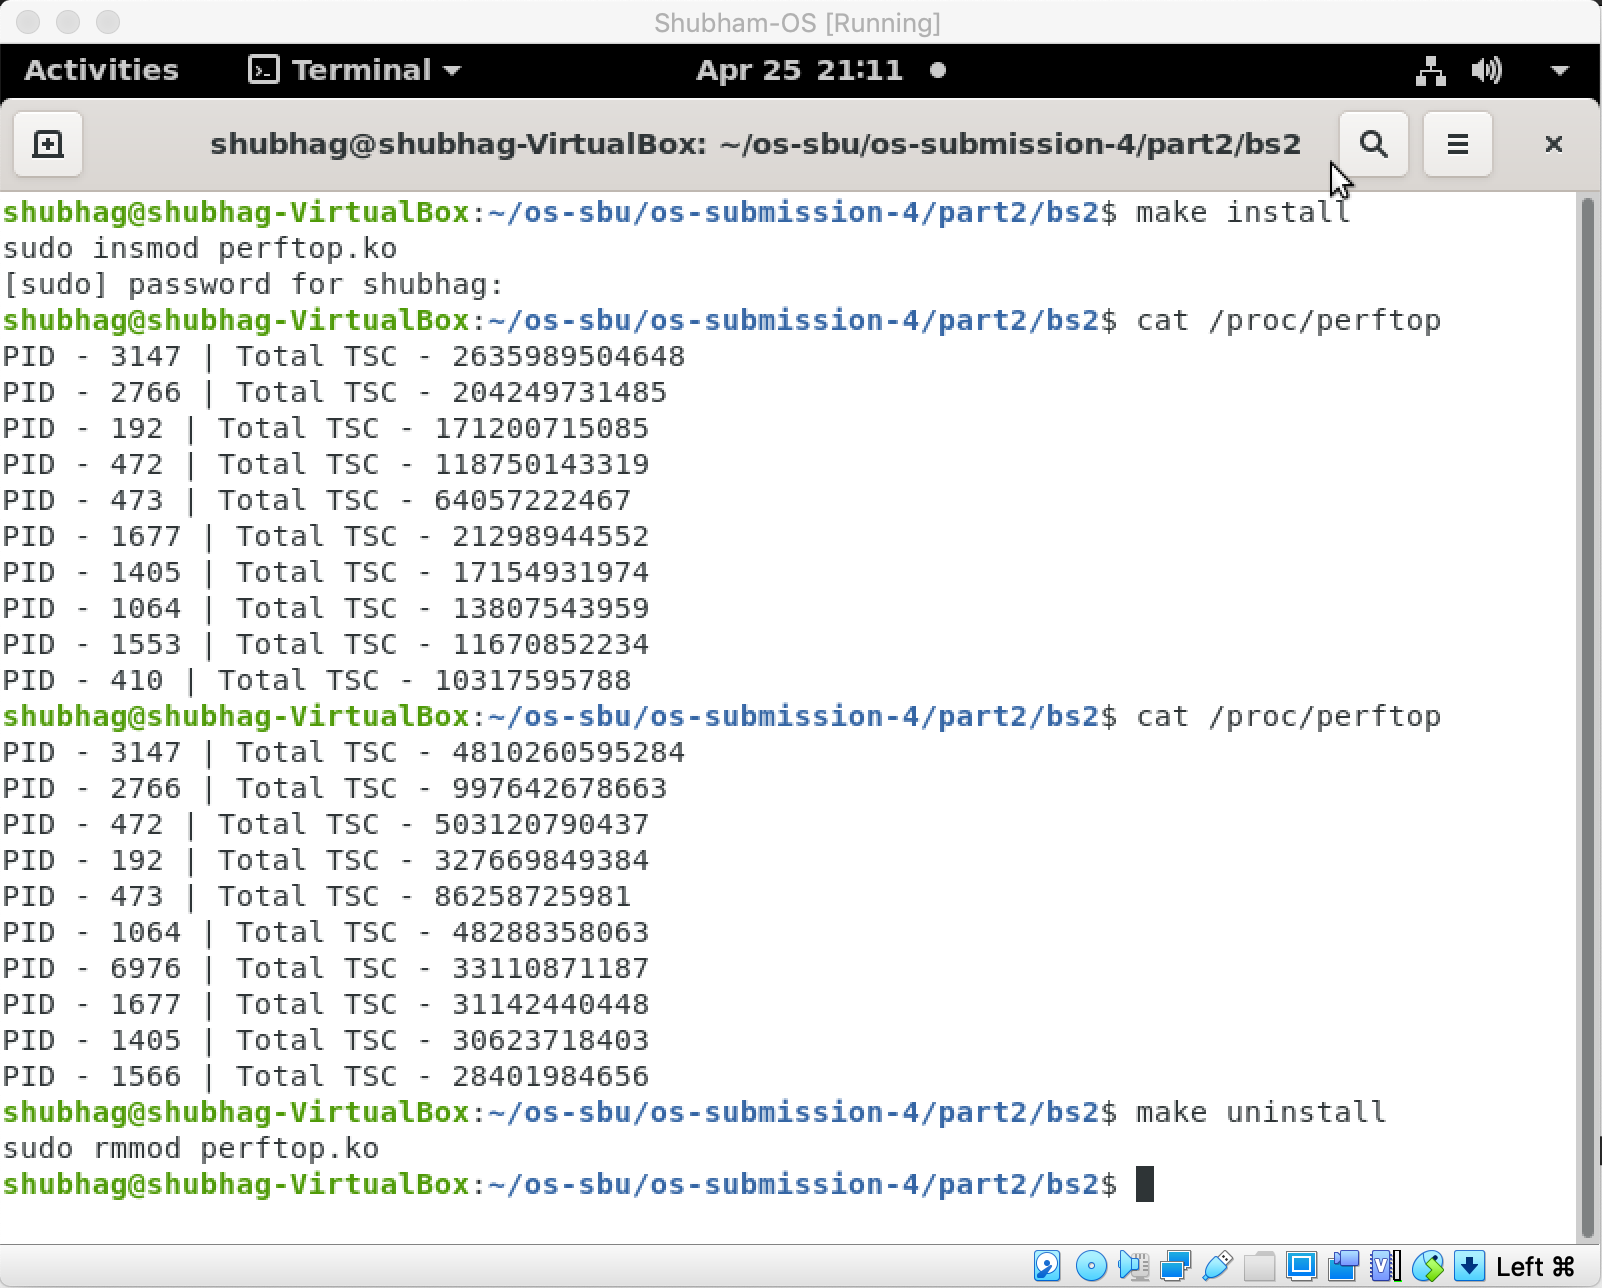 Shubham-OS [Running]
Activities Terminal Apr 25 21:11
shubhag@shubhag-VirtualBox: ~/os-sbu/os-submission-4/part2/bs2
shubhag@shubhag-VirtualBox:~/os-sbu/os-submission-4/part2/bs2$ make install
sudo insmod perftop.ko
[sudo] password for shubhag:
shubhag@shubhag-VirtualBox:~/os-sbu/os-submission-4/part2/bs2$ cat /proc/perftop
PID - 3147 | Total TSC - 2635989504648
PID - 2766 | Total TSC - 204249731485
PID - 192 | Total TSC - 171200715085
PID - 472 | Total TSC - 118750143319
PID - 473 | Total TSC - 64057222467
PID - 1677 | Total TSC - 21298944552
PID - 1405 | Total TSC - 17154931974
PID - 1064 | Total TSC - 13807543959
PID - 1553 | Total TSC - 11670852234
PID - 410 | Total TSC - 10317595788
shubhag@shubhag-VirtualBox:~/os-sbu/os-submission-4/part2/bs2$ cat /proc/perftop
PID - 3147 | Total TSC - 4810260595284
PID - 2766 | Total TSC - 997642678663
PID - 472 | Total TSC - 503120790437
PID - 192 | Total TSC - 327669849384
PID - 473 | Total TSC - 86258725981
PID - 1064 | Total TSC - 48288358063
PID - 6976 | Total TSC - 33110871187
PID - 1677 | Total TSC - 31142440448
PID - 1405 | Total TSC - 30623718403
PID - 1566 | Total TSC - 28401984656
shubhag@shubhag-VirtualBox:~/os-sbu/os-submission-4/part2/bs2$ make uninstall
sudo rmmod perftop.ko
shubhag@shubhag-VirtualBox:~/os-sbu/os-submission-4/part2/bs2$
Left ⌘